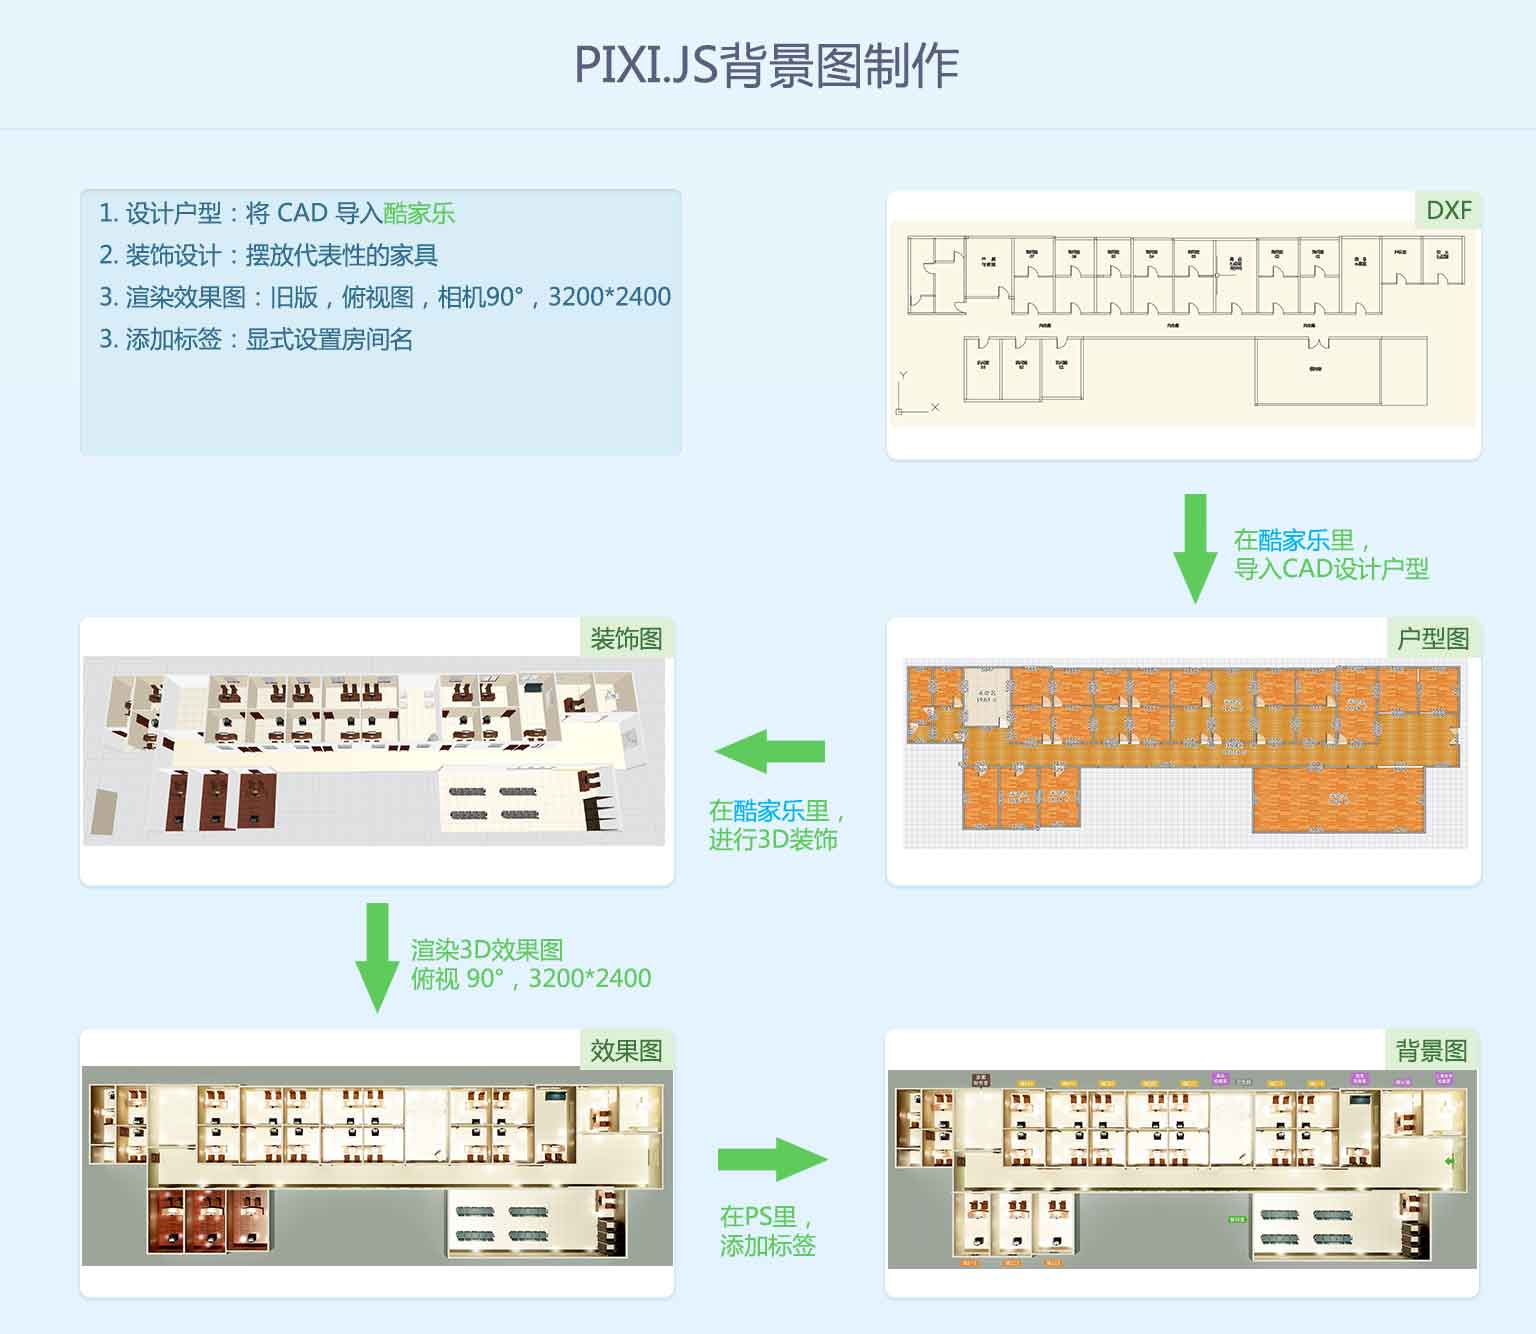 PIXI.JS背景图制作
1. 设计户型：将 CAD 导入酷家乐
2. 装饰设计：摆放代表性的家具
3. 渲染效果图：旧版，俯视图，相机90°，3200*2400
3. 添加标签：显式设置房间名
DXF
Y
X
在酷家乐里，
导入CAD设计户型
装饰图
户型图
在酷家乐里，
进行3D装饰
渲染3D效果图
俯视 90°，3200*2400
效果图
背景图
在PS里，
添加标签